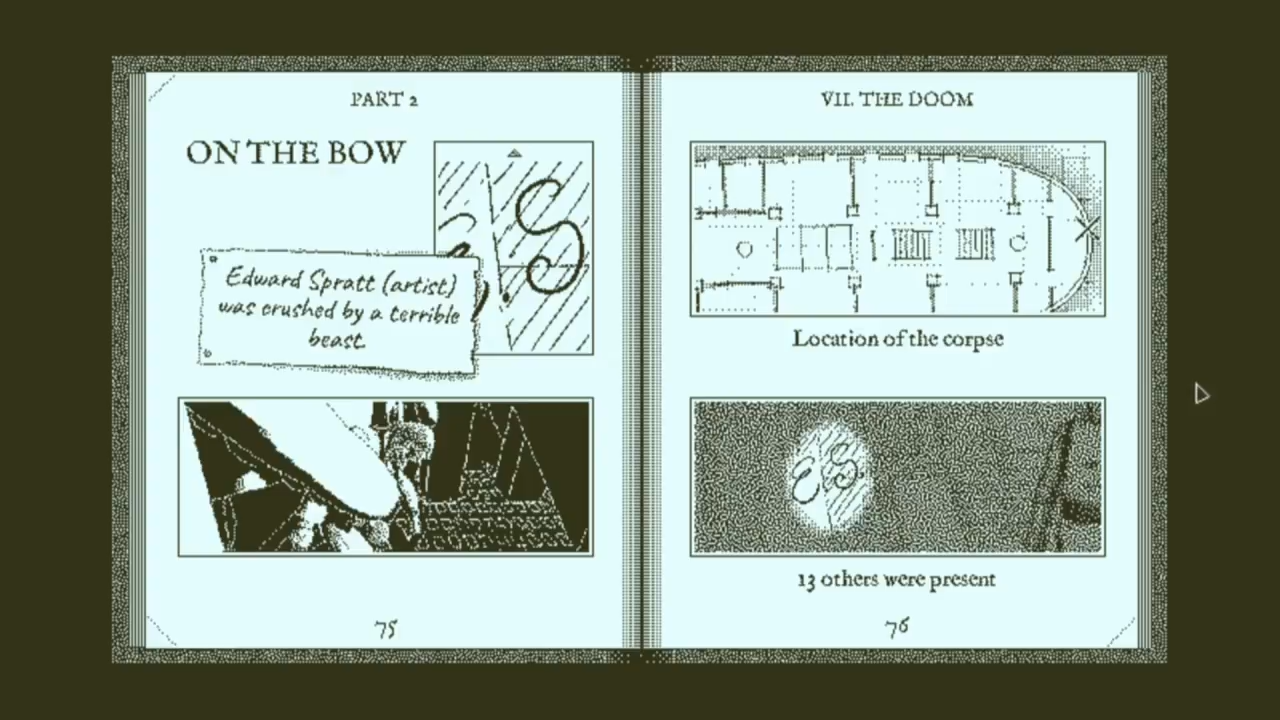 PART 2
ON THE BOW
S
Edward Spratt (artist)
was crushed by a terrible
beast.
75
VII. THE DOOM
Location of the corpse
E.S.
13 others were present
76